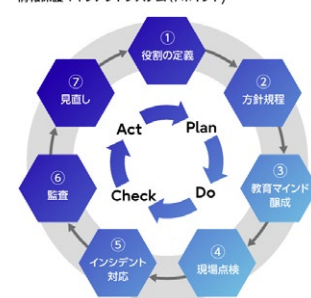 ①
役割の定義
②
方針規程
③
教育マインド
醸成
④
現場点検
⑤
インシデント
対応
⑥
監査
⑦
見直し
Act
Plan
Check
Do